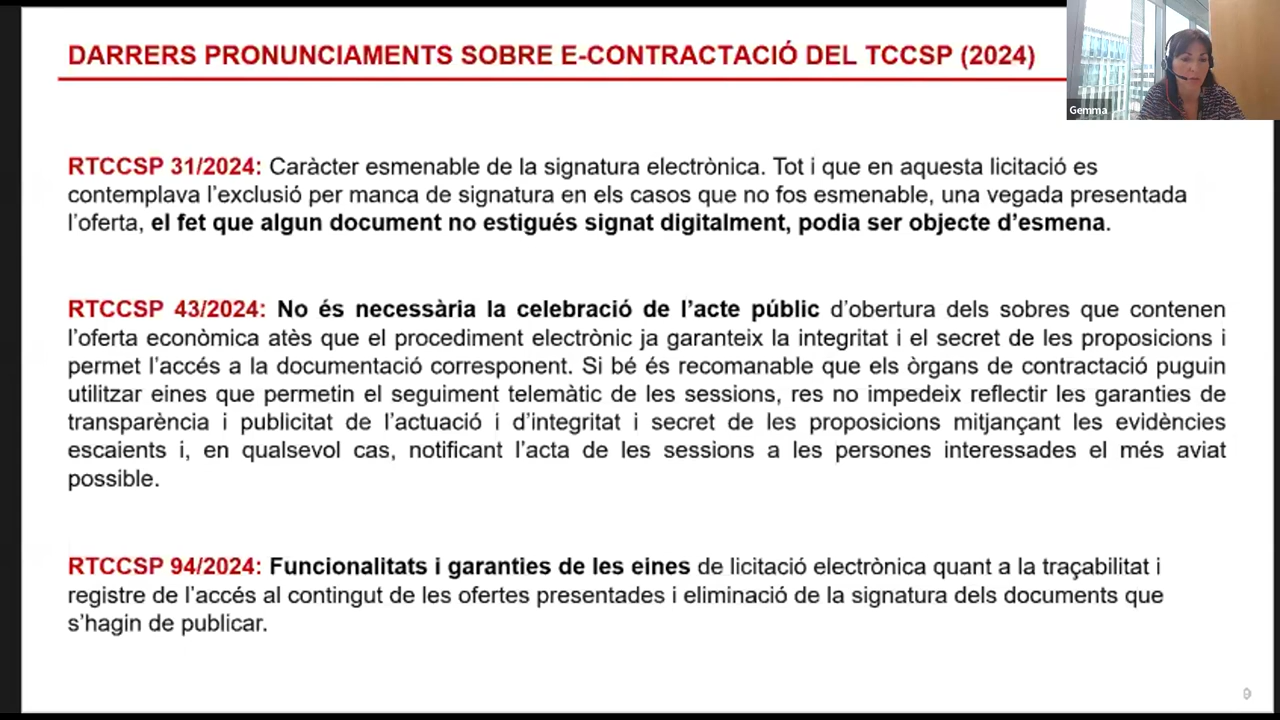 DARRERS PRONUNCIAMENTS SOBRE E-CONTRACTACIÓ DEL TCCSP (2024)
Gemma
RTCCSP 31/2024: Caràcter esmenable de la signatura electrònica. Tot i que en aquesta licitació es
contemplava l'exclusió per manca de signatura en els casos que no fos esmenable, una vegada presentada
l'oferta, el fet que algun document no estigués signat digitalment, podia ser objecte d'esmena.
RTCCSP 43/2024: No és necessària la celebració de l'acte públic d'obertura dels sobres que contenen
l'oferta econòmica atès que el procediment electrònic ja garanteix la integritat i el secret de les proposicions i
permet l'accés a la documentació corresponent. Si bé és recomanable que els òrgans de contractació puguin
utilitzar eines que permetin el seguiment telemàtic de les sessions, res no impedeix reflectir les garanties de
transparència i publicitat de l'actuació i d'integritat i secret de les proposicions mitjançant les evidències
escaients i, en qualsevol cas, notificant l'acta de les sessions a les persones interessades el més aviat
possible.
RTCCSP 94/2024: Funcionalitats i garanties de les eines de licitació electrònica quant a la traçabilitat i
registre de l'accés al contingut de les ofertes presentades i eliminació de la signatura dels documents que
s'hagin de publicar.